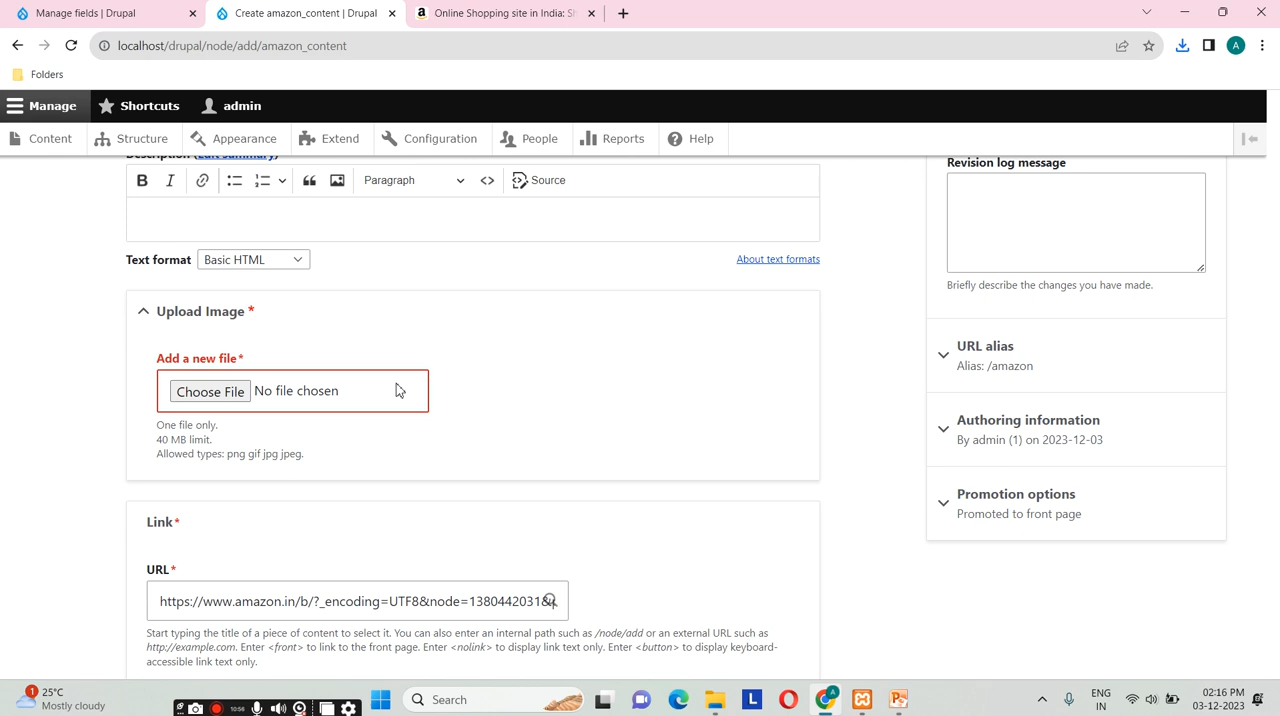 Manage fields | Drupal
Create amazon_content | Drupal
Online Shopping site in India: Sh
localhost/drupal/node/add/amazon_content
A
Folders
Manage
Shortcuts
admin
Content
Structure
Appearance
Extend
Configuration
People
Reports
Help
Description (Edit summary)
B I Paragraph Source
Text format Basic HTML
About text formats
Upload Image *
Add a new file*
Choose File No file chosen
One file only.
40 MB limit.
Allowed types: png gif jpg jpeg.
Link*
URL*
https://www.amazon.in/b/?_encoding=UTF8&node=1380442031&
Start typing the title of a piece of content to select it. You can also enter an internal path such as /node/add or an external URL such as
http://example.com. Enter <front> to link to the front page. Enter <nolink> to display link text only. Enter <button> to display keyboard-
accessible link text only.
Revision log message
Briefly describe the changes you have made.
URL alias
Alias: /amazon
Authoring information
By admin (1) on 2023-12-03
Promotion options
Promoted to front page
1
25°C
Mostly cloudy
10:56
Search
L
ENG
IN
02:16 PM
03-12-2023